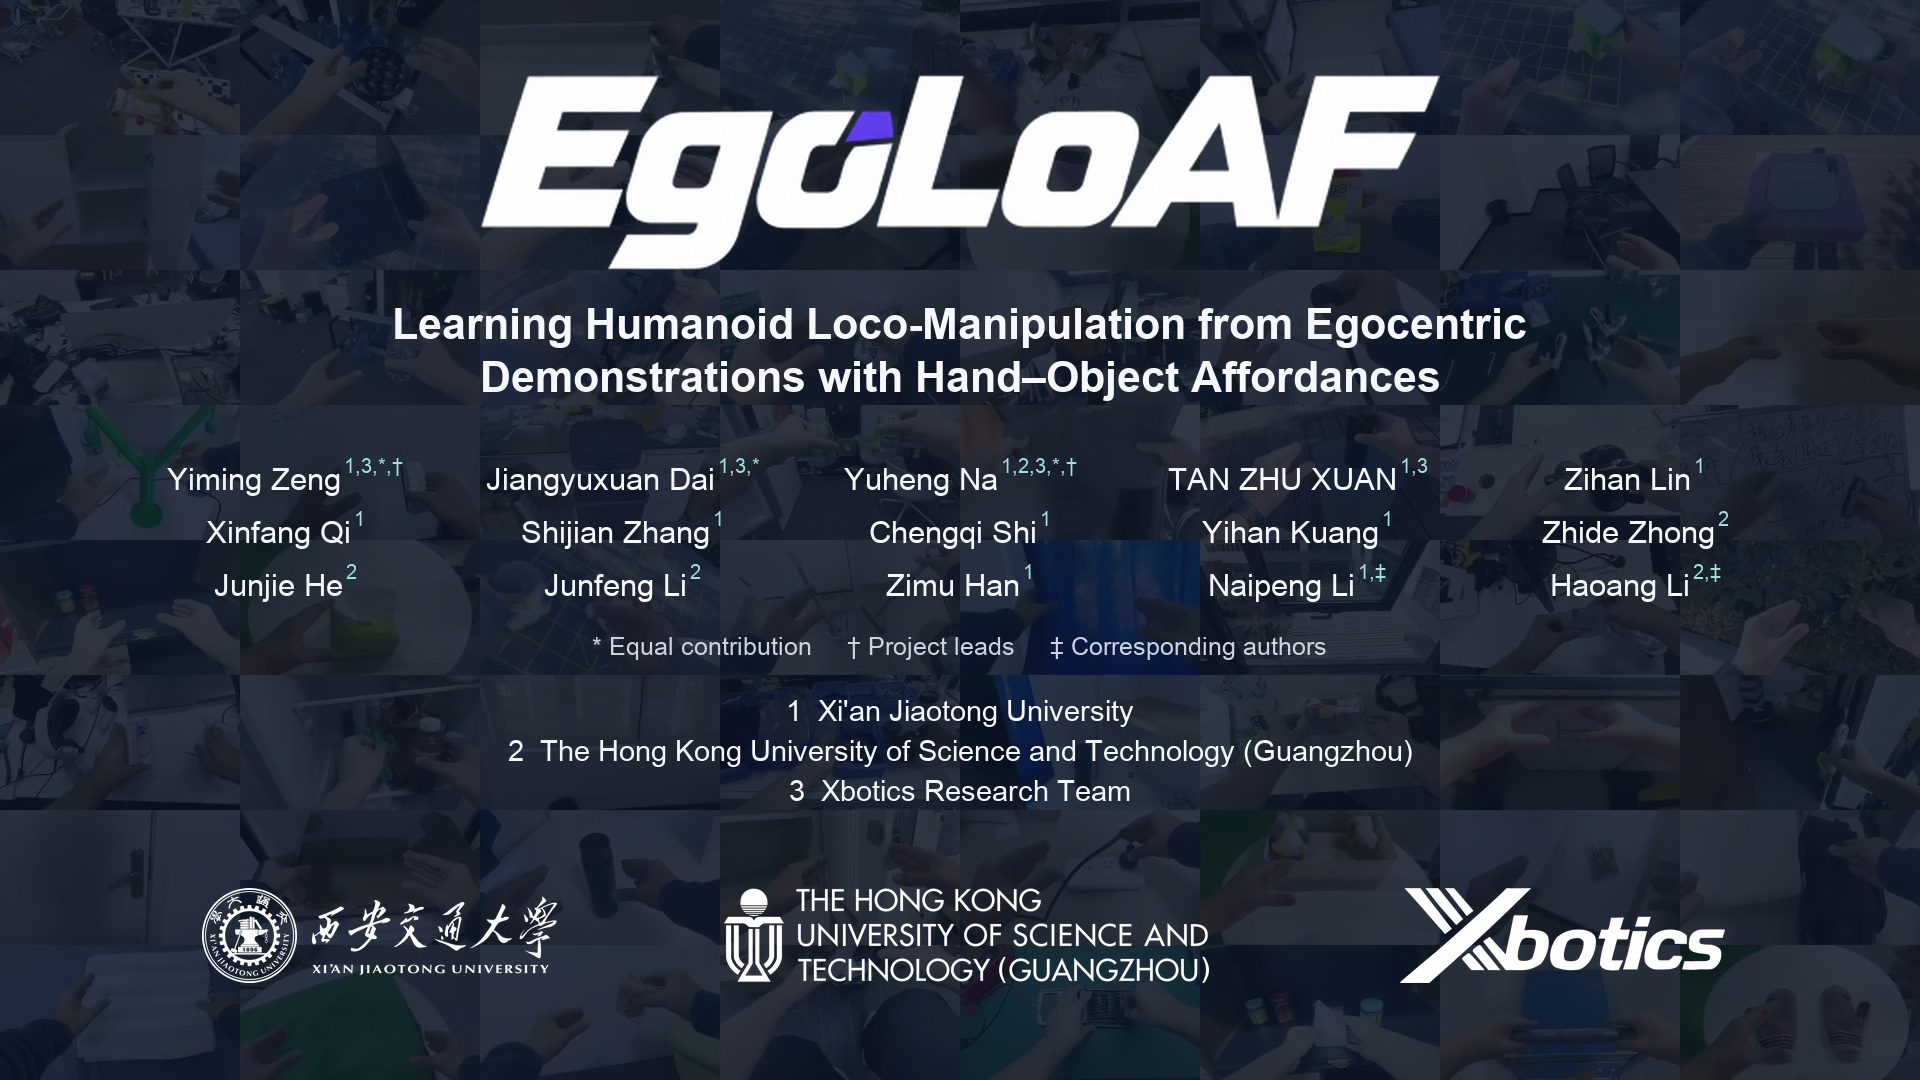 EgoLoAF
Learning Humanoid Loco-Manipulation from Egocentric
Demonstrations with Hand–Object Affordances
Yiming Zeng 1,3,*,† Jiangyuxuan Dai 1,3,* Yuheng Na 1,2,3,*,† TAN ZHU XUAN 1,3 Zihan Lin 1
Xinfang Qi 1 Shijian Zhang 1 Chengqi Shi 1 Yihan Kuang 1 Zhide Zhong 2
Junjie He 2 Junfeng Li 2 Zimu Han 1 Naipeng Li 1,‡ Haoang Li 2,‡
* Equal contribution † Project leads ‡ Corresponding authors
1 Xi'an Jiaotong University
2 The Hong Kong University of Science and Technology (Guangzhou)
3 Xbotics Research Team
1896
XI'AN JIAOTONG UNIVERSITY
西安交通大學
XI'AN JIAOTONG UNIVERSITY
THE HONG KONG
UNIVERSITY OF SCIENCE AND
TECHNOLOGY (GUANGZHOU)
Xbotics